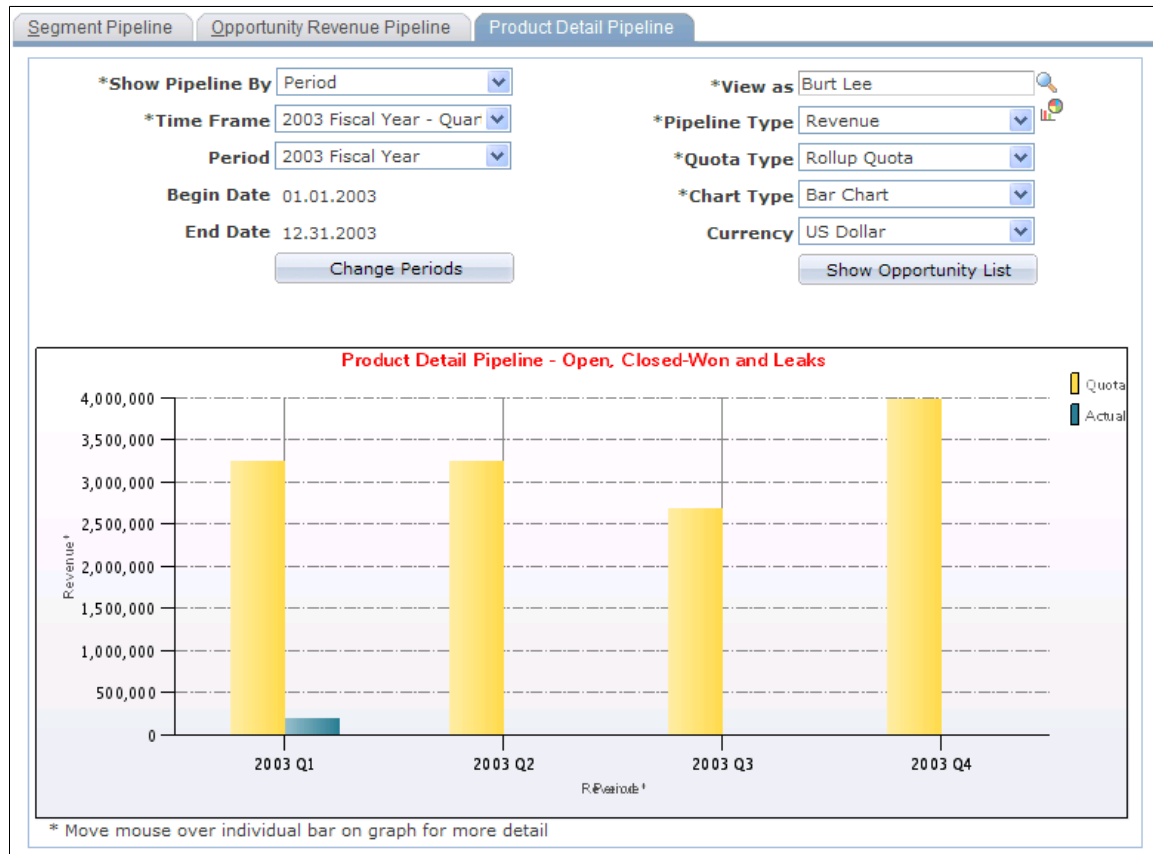 Segment Pipeline
Opportunity Revenue Pipeline
Product Detail Pipeline
*Show Pipeline By Period
*View as Burt Lee
*Time Frame 2003 Fiscal Year - Quar
*Pipeline Type Revenue
Period 2003 Fiscal Year
*Quota Type Rollup Quota
Begin Date 01.01.2003
*Chart Type Bar Chart
End Date 12.31.2003
Currency US Dollar
Change Periods
Show Opportunity List
Product Detail Pipeline - Open, Closed-Won and Leaks
Quota
Actual
4,000,000
3,500,000
3,000,000
2,500,000
2,000,000
1,500,000
1,000,000
500,000
0
Revenue*
2003 Q1
2003 Q2
2003 Q3
2003 Q4
* Move mouse over individual bar on graph for more detail